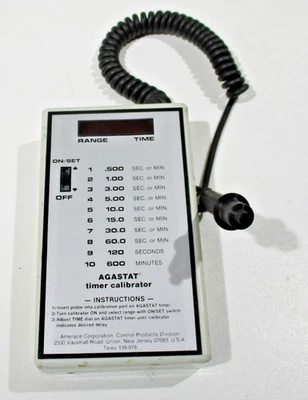 RANGE TIME
ON/SET
1 .500 SEC. or MIN.
2 1.00 SEC. or MIN.
3 3.00 SEC. or MIN.
4 5.00 SEC. or MIN.
5 10.0 SEC. or MIN.
6 15.0 SEC. or MIN.
7 30.0 SEC. or MIN.
8 60.0 SEC. or MIN.
9 120 SECONDS
10 600 MINUTES
OFF
AGASTAT
timer calibrator
— INSTRUCTIONS —
1) Insert probe into calibration port on AGASTAT timer.
2) Turn calibrator ON and select range with ON/SET switch.
3) Adjust TIME dial on AGASTAT timer until calibrator
indicates desired delay.
Amerace Corporation, Control Products Division
2330 Vauxhall Road, Union, New Jersey 07083, U.S.A.
Telex 138-978